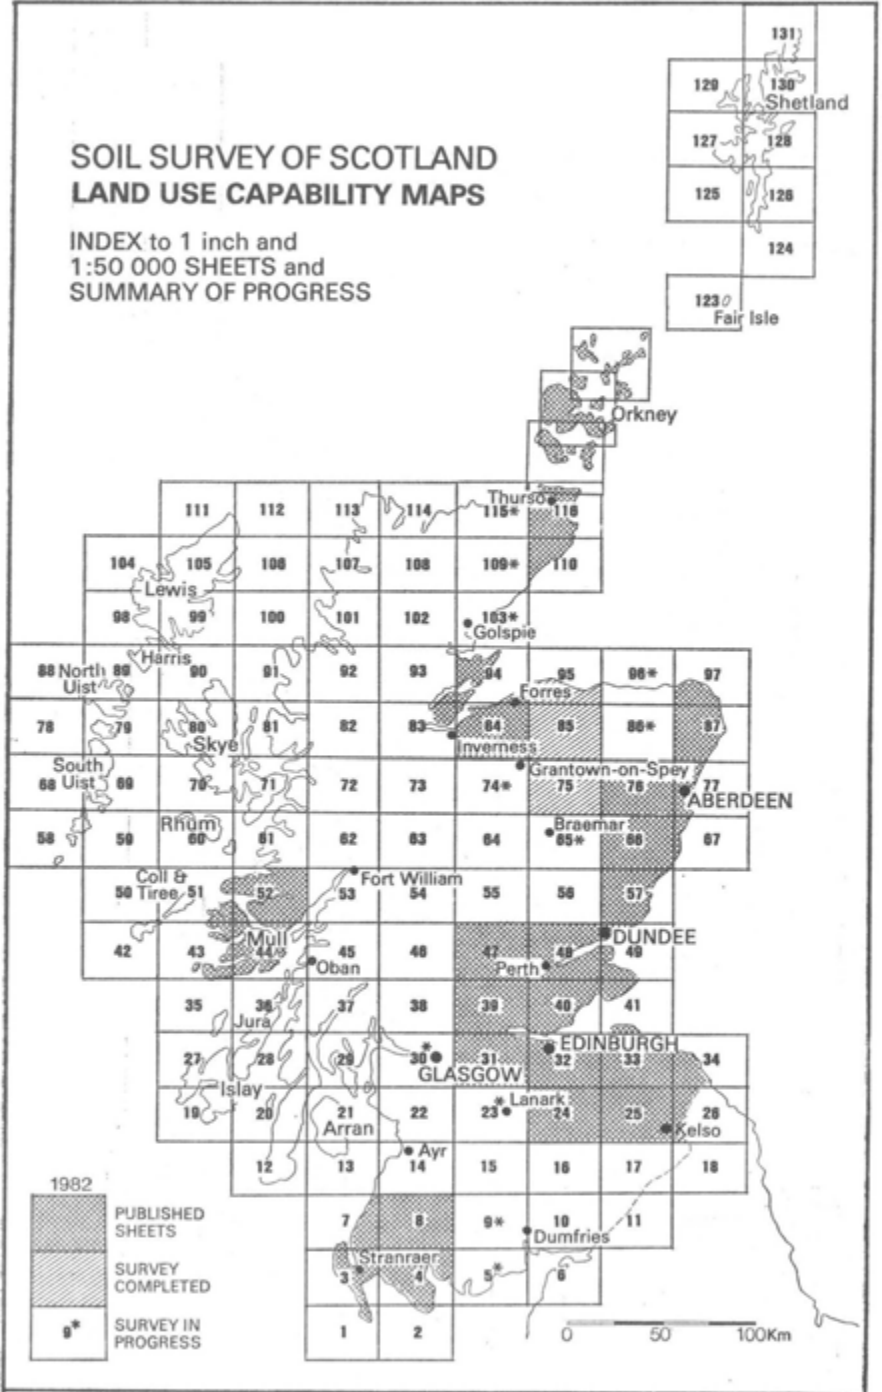 131
129 130
Shetland
127 128
125 126
124
123
Fair Isle
SOIL SURVEY OF SCOTLAND
LAND USE CAPABILITY MAPS
INDEX to 1 inch and
1:50 000 SHEETS and
SUMMARY OF PROGRESS
Orkney
Thurso
111 112 113 114 115* 116
104 105 106 107 108 109* 110
Lewis
98 99 100 101 102 103*
Golspie
Harris
88 North 89 90 91 92 93 94 95 96* 97
Uist
Forres
78 79 80 81 82 83 84 85 86* 87
Skye
Inverness
South
Uist
Grantown-on-Spey
68 69 70 71 72 73 74* 75 76 77
ABERDEEN
Rhum
Braemar
58 59 60 61 62 63 64 65* 66 67
Coll &
Tiree
Fort William
50 51 52 53 54 55 56 57
Mull
DUNDEE
42 43 44 45 46 47 48 49
Oban
Perth
35 36 37 38 39 40 41
Jura
EDINBURGH
27 28 29 30* 31 32 33 34
GLASGOW
Islay
Lanark
19 20 21 22 23* 24 25 26
Arran
Kelso
Ayr
12 13 14 15 16 17 18
1982
PUBLISHED
SHEETS
7 8 9* 10 11
Dumfries
Stranraer
SURVEY
COMPLETED
3 4 5* 6
9*
SURVEY IN
PROGRESS
1 2
0 50 100Km